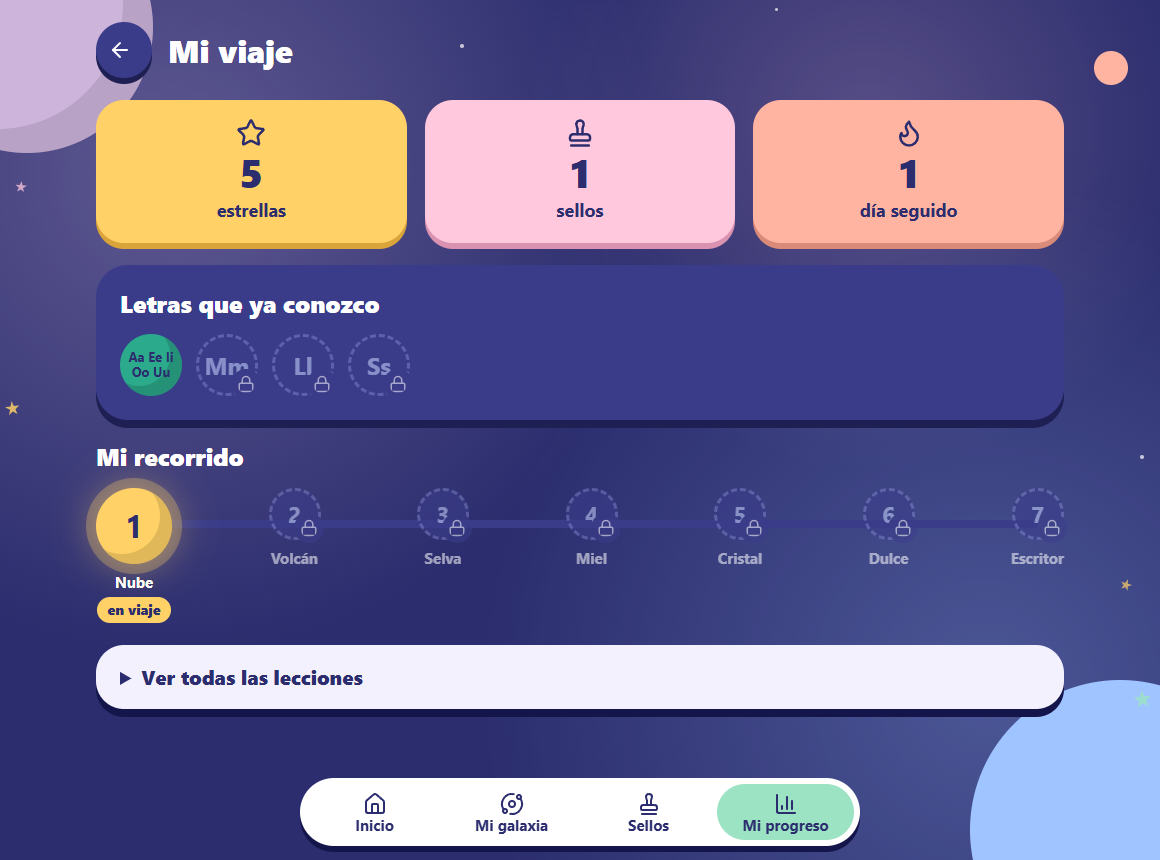 Mi viaje
5
estrellas
1
sellos
1
día seguido
Letras que ya conozco
Aa Ee Ii
Oo Uu
Mm
Ll
Ss
Mi recorrido
1
Nube
en viaje
2
Volcán
3
Selva
4
Miel
5
Cristal
6
Dulce
7
Escritor
Ver todas las lecciones
Inicio
Mi galaxia
Sellos
Mi progreso